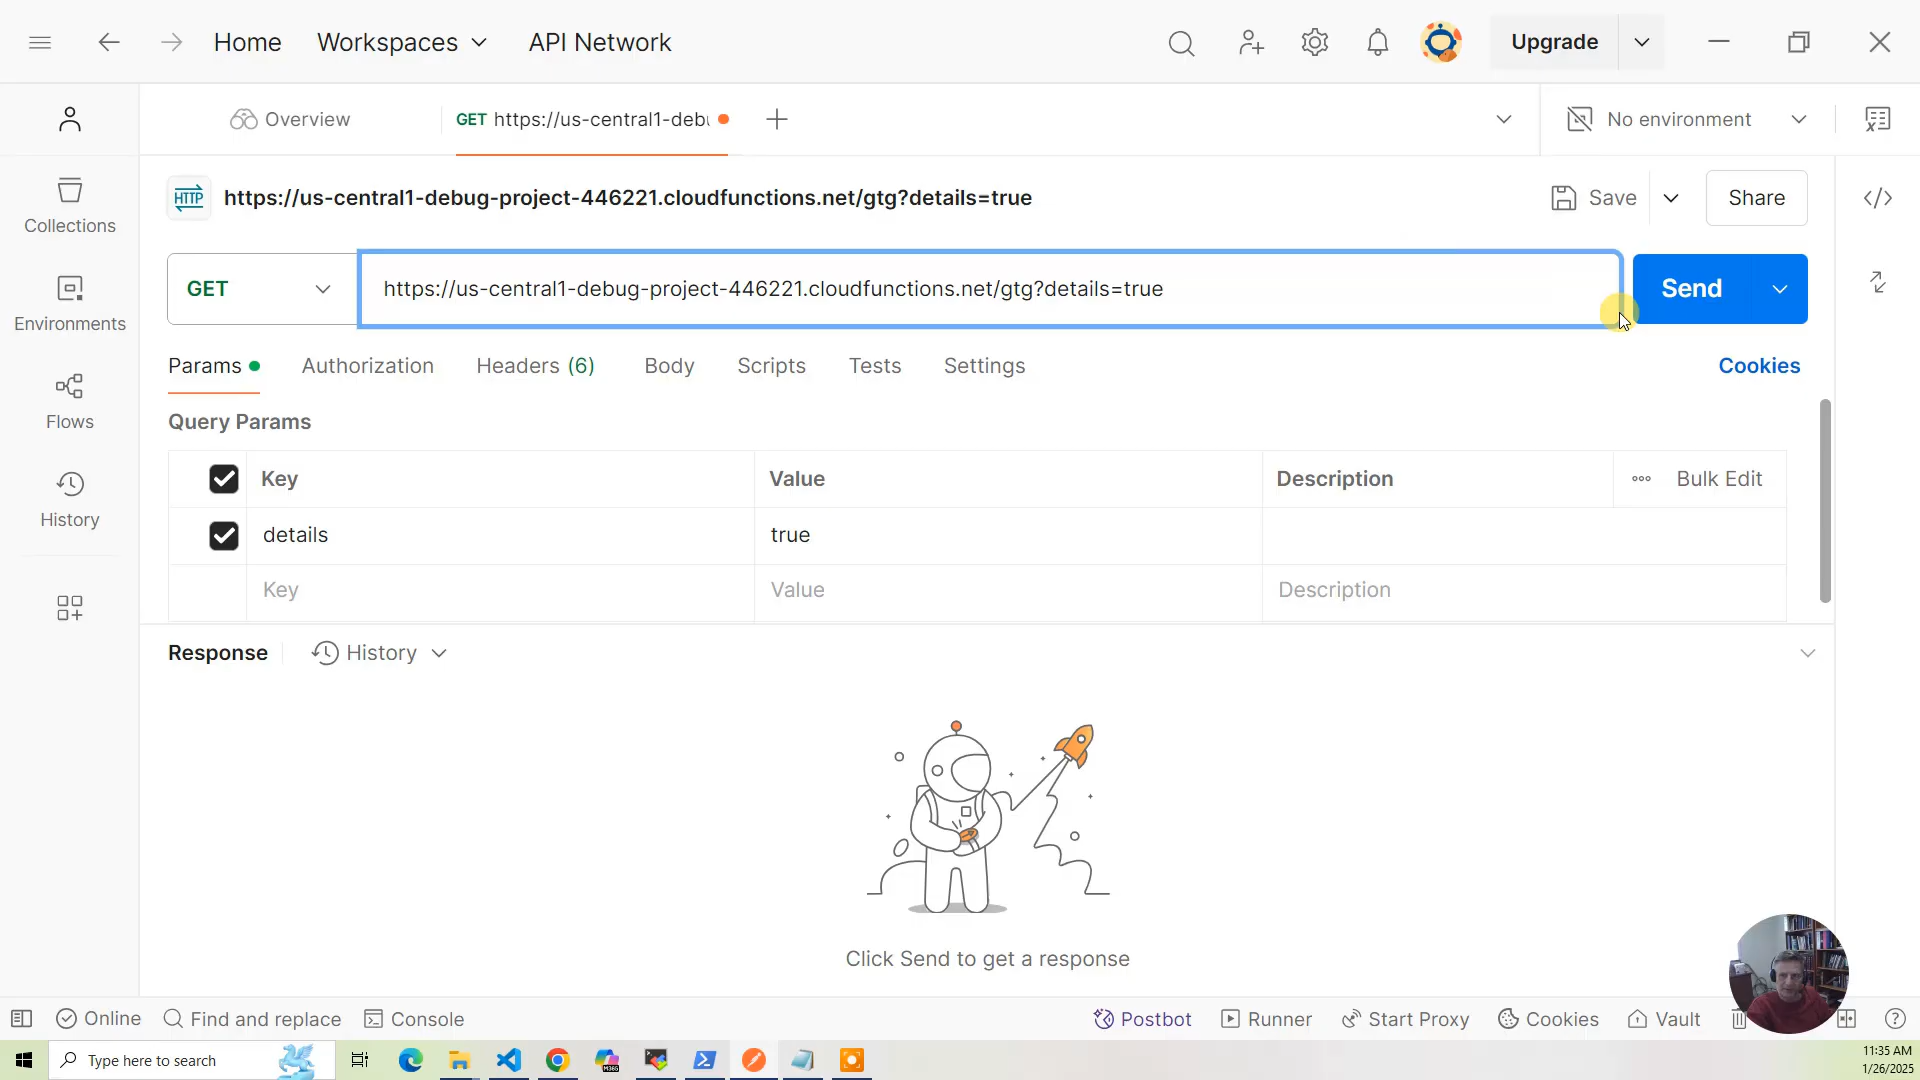 Home Workspaces API Network Upgrade
Overview GET https://us-central1-debu No environment
HTTP https://us-central1-debug-project-446221.cloudfunctions.net/gtg?details=true Save Share
Collections
GET https://us-central1-debug-project-446221.cloudfunctions.net/gtg?details=true Send
Environments
Params Authorization Headers (6) Body Scripts Tests Settings Cookies
Flows
Query Params
Key Value Description Bulk Edit
History
details true
Key Value Description
Response History
Click Send to get a response
Online Find and replace Console Postbot Runner Start Proxy Cookies Vault
Type here to search M365 11:35 AM
1/26/2025